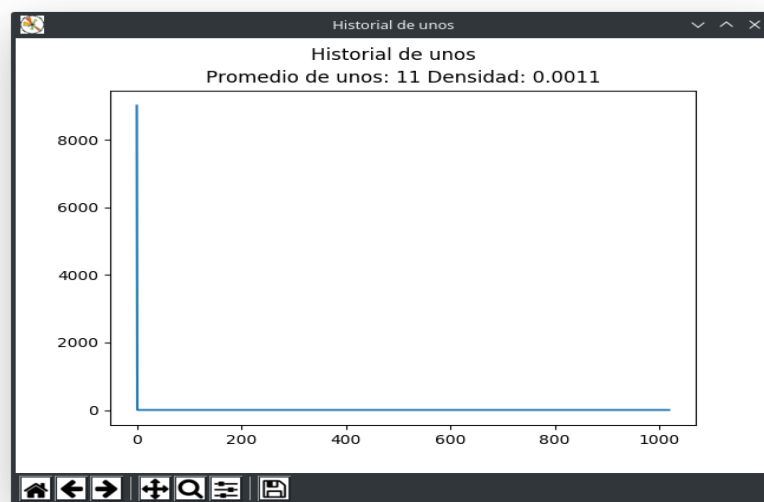 Historial de unos
Historial de unos
Promedio de unos: 11 Densidad: 0.0011
8000
6000
4000
2000
0
0 200 400 600 800 1000